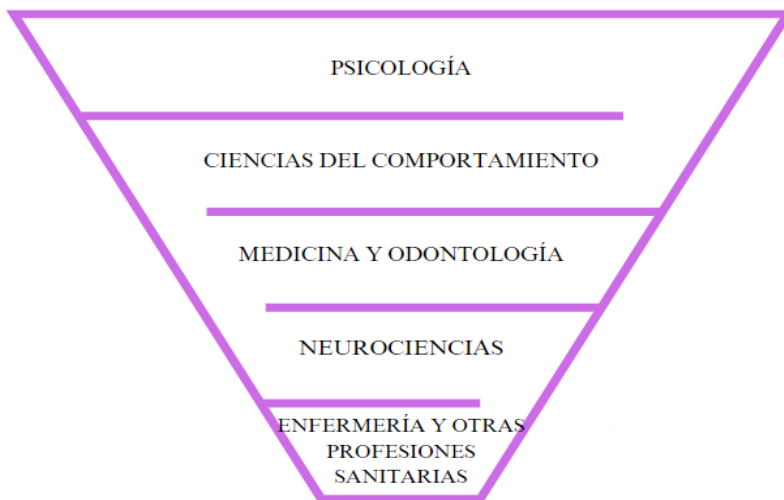 PSICOLOGÍA
CIENCIAS DEL COMPORTAMIENTO
MEDICINA Y ODONTOLOGÍA
NEUROCIENCIAS
ENFERMERÍA Y OTRAS
PROFESIONES
SANITARIAS